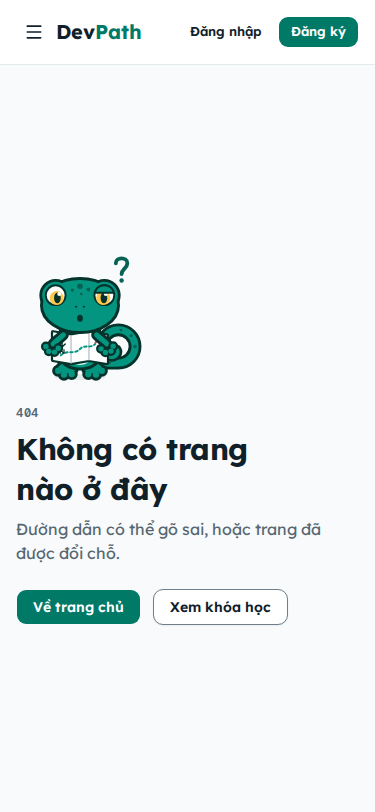 DevPath
Đăng nhập
Đăng ký
?
404
Không có trang
nào ở đây
Đường dẫn có thể gõ sai, hoặc trang đã
được đổi chỗ.
Về trang chủ
Xem khóa học